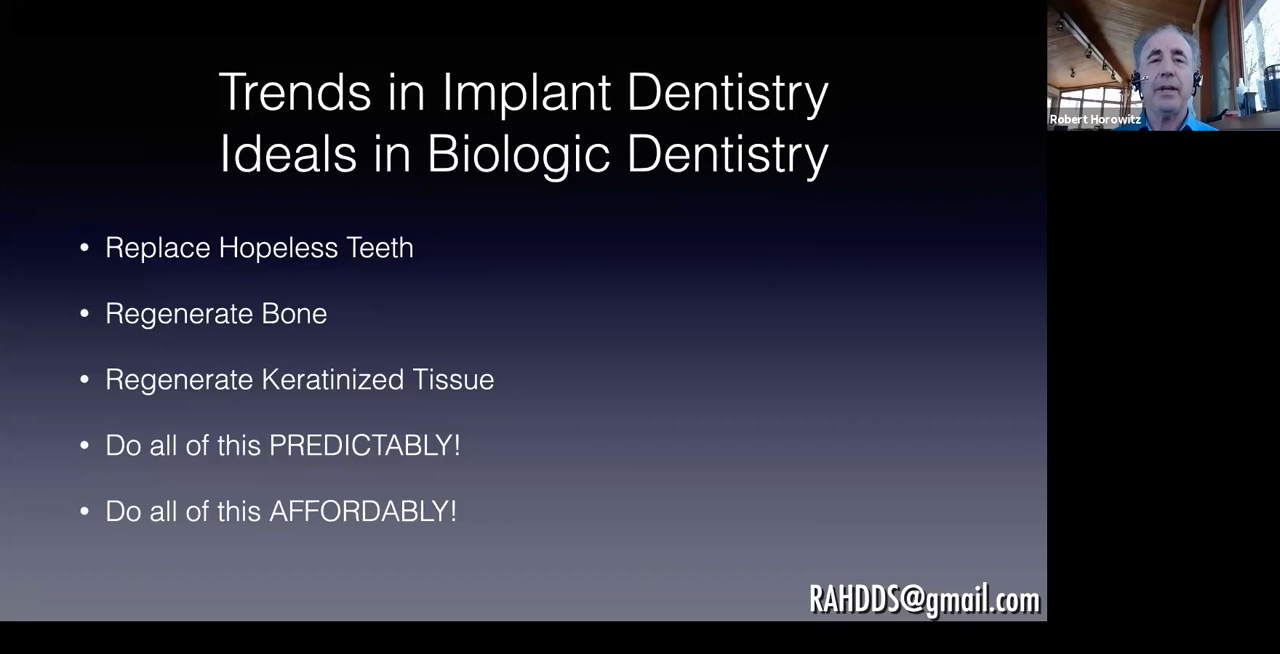 Trends in Implant Dentistry
Ideals in Biologic Dentistry
• Replace Hopeless Teeth
• Regenerate Bone
• Regenerate Keratinized Tissue
• Do all of this PREDICTABLY!
• Do all of this AFFORDABLY!
RAHDDS@gmail.com
Robert Horowitz